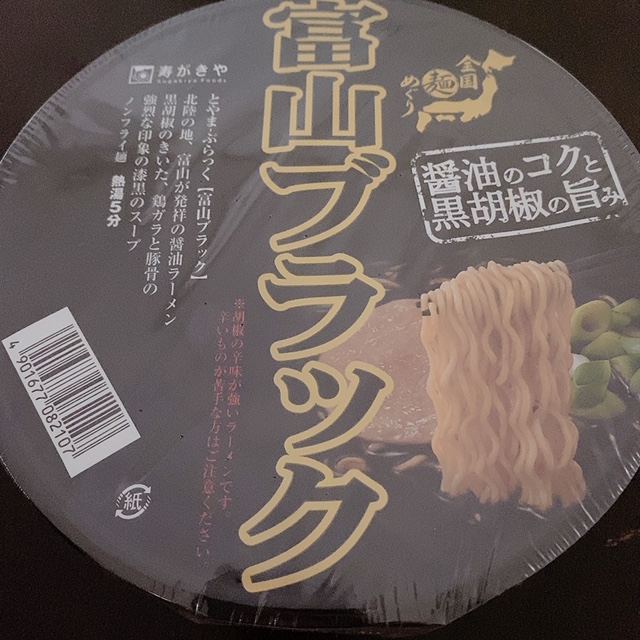 富山ブラック
全国
麺
めぐり
寿がきや
醤油のコクと
黒胡椒の旨み
とやまぶらっく【富山ブラック】
北陸の地、富山が発祥の醤油ラーメン
黒胡椒のきいた、鶏ガラと豚骨の
強烈な印象の漆黒のスープ
ノンフライ麺 熱湯5分
※胡椒の辛味が強いラーメンです。
辛いものが苦手な方はご注意ください。
4 901677 082107
紙